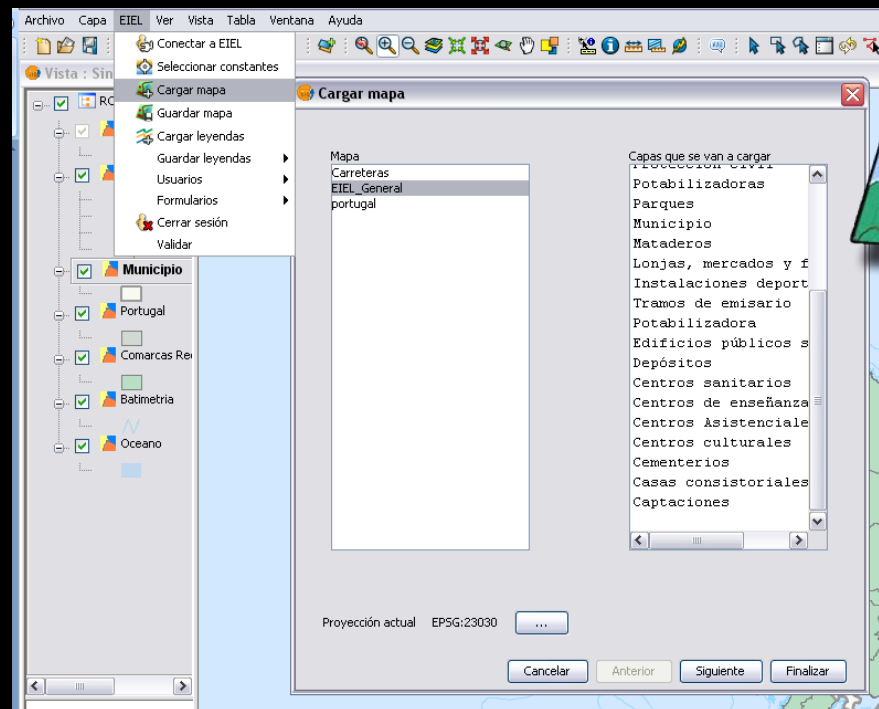 Archivo Capa EIEL Ver Vista Tabla Ventana Ayuda
Conectar a EIEL
Seleccionar constantes
Cargar mapa
Guardar mapa
Cargar leyendas
Guardar leyendas
Usuarios
Formularios
Cerrar sesión
Validar
Vista : Sin
RC
Municipio
Portugal
Comarcas Re
Batimetria
Oceano
Cargar mapa
Mapa
Carreteras
EIEL_General
portugal
Capas que se van a cargar
Protección civil
Potabilizadoras
Parques
Municipio
Mataderos
Lonjas, mercados y f
Instalaciones deport
Tramos de emisario
Potabilizadora
Edificios públicos s
Depósitos
Centros sanitarios
Centros de enseñanza
Centros Asistenciale
Centros culturales
Cementerios
Casas consistoriales
Captaciones
Proyección actual EPSG:23030 ...
Cancelar Anterior Siguiente Finalizar